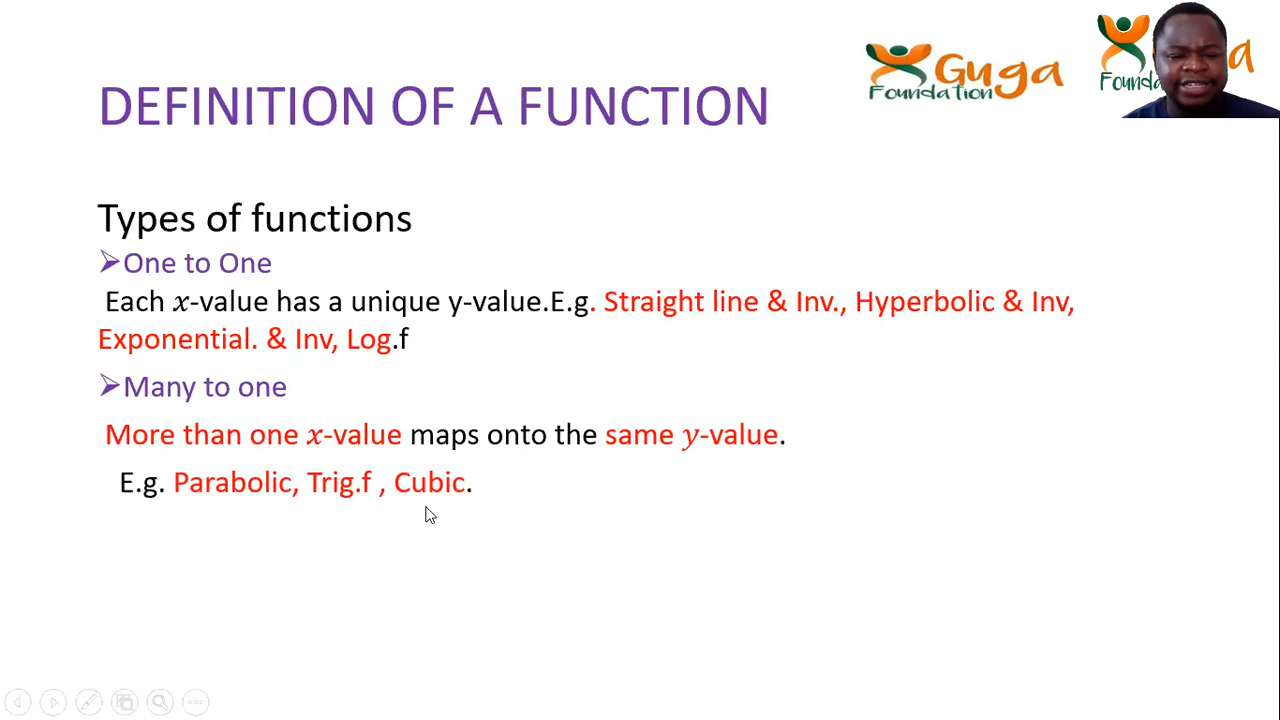 DEFINITION OF A FUNCTION
Guga
Foundation
a
Founda
Types of functions
➢One to One
Each 𝑥-value has a unique y-value.E.g. Straight line & Inv., Hyperbolic & Inv,
Exponential. & Inv, Log.f
➢Many to one
More than one 𝑥-value maps onto the same 𝑦-value.
E.g. Parabolic, Trig.f , Cubic.